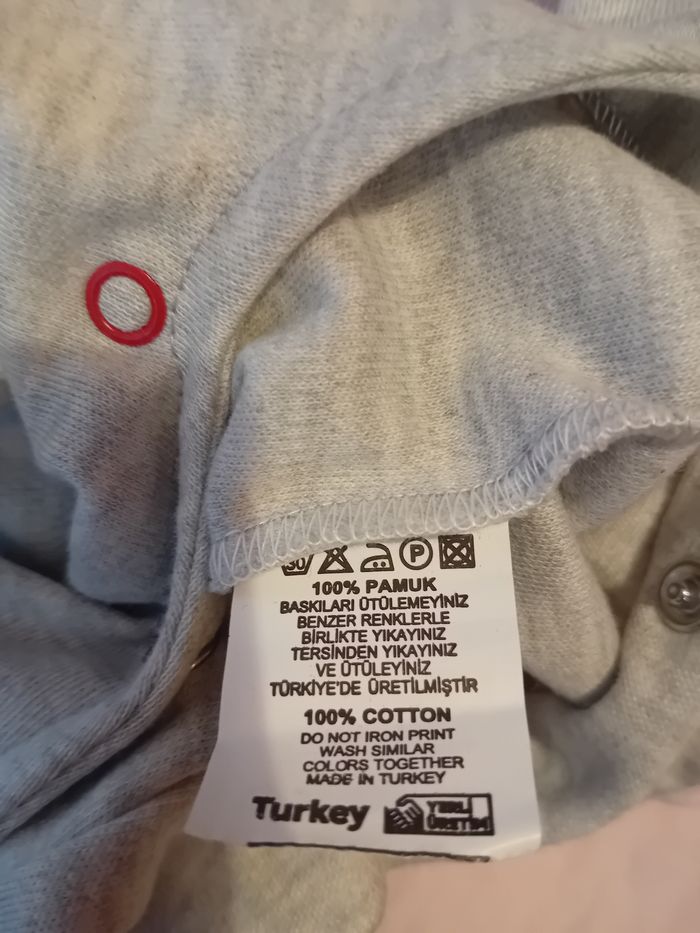 30
P
100% PAMUK
BASKILARI ÜTÜLEMEYİNİZ
BENZER RENKLERLE
BİRLİKTE YIKAYINIZ
TERSİNDEN YIKAYINIZ
VE ÜTÜLEYİNİZ
TÜRKİYE'DE ÜRETİLMİŞTİR
100% COTTON
DO NOT IRON PRINT
WASH SIMILAR
COLORS TOGETHER
MADE IN TURKEY
Turkey
YERLİ
ÜRETİM